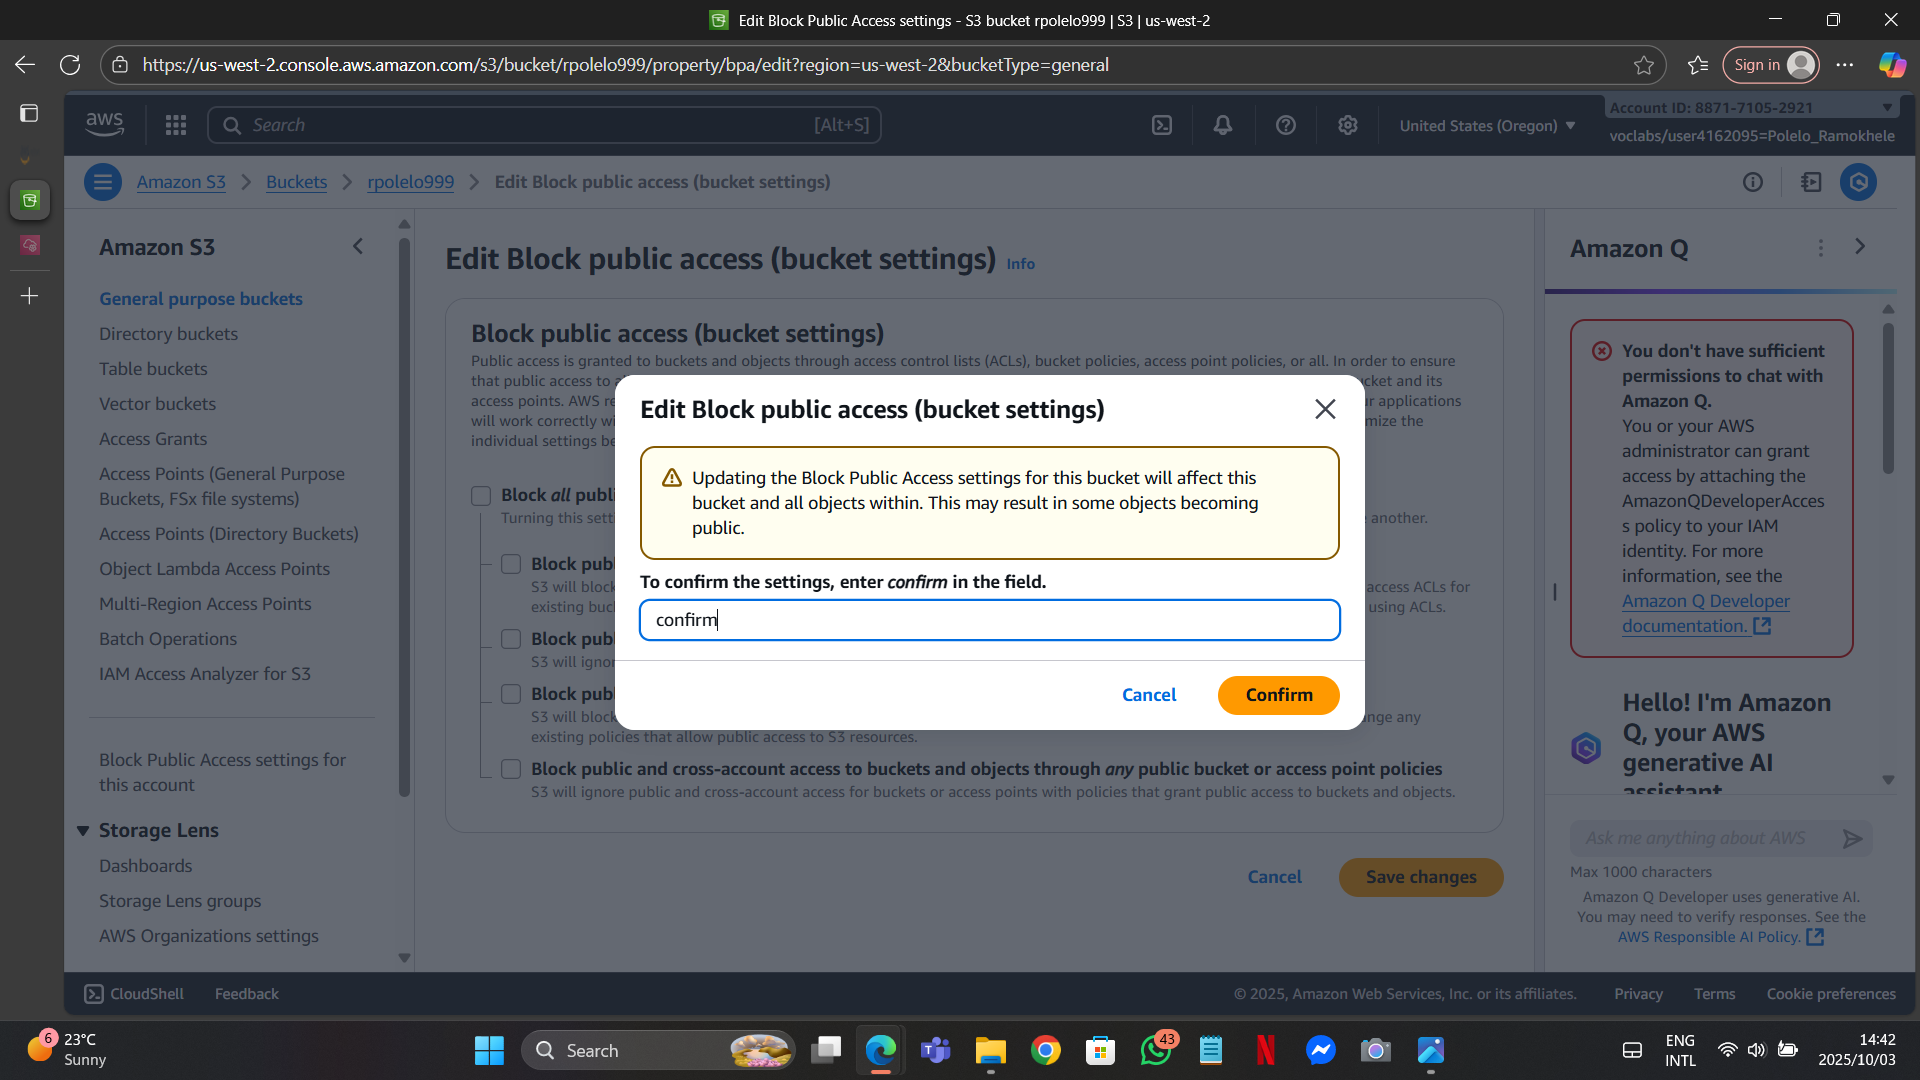 Edit Block Public Access settings - S3 bucket rpolelo999 | S3 | us-west-2
https://us-west-2.console.aws.amazon.com/s3/bucket/rpolelo999/property/bpa/edit?region=us-west-2&bucketType=general
Sign in
aws
Search
[Alt+S]
United States (Oregon)
Account ID: 8871-7105-2921
voclabs/user4162095=Polelo_Ramokhele
Amazon S3
Buckets
rpolelo999
Edit Block public access (bucket settings)
Amazon S3
General purpose buckets
Directory buckets
Table buckets
Vector buckets
Access Grants
Access Points (General Purpose
Buckets, FSx file systems)
Access Points (Directory Buckets)
Object Lambda Access Points
Multi-Region Access Points
Batch Operations
IAM Access Analyzer for S3
Block Public Access settings for
this account
Storage Lens
Dashboards
Storage Lens groups
AWS Organizations settings
Edit Block public access (bucket settings) Info
Block public access (bucket settings)
Public access is granted to buckets and objects through access control lists (ACLs), bucket policies, access point policies, or all. In order to ensure
that public access to
cket and its
access points. AWS re
r applications
will work correctly wi
mize the
individual settings be
Block all publi
Turning this sett
another.
Block pub
S3 will block
access ACLs for
existing buc
using ACLs.
Block pub
S3 will ignor
Block pub
S3 will block
nge any
existing policies that allow public access to S3 resources.
Block public and cross-account access to buckets and objects through any public bucket or access point policies
S3 will ignore public and cross-account access for buckets or access points with policies that grant public access to buckets and objects.
Cancel
Save changes
Edit Block public access (bucket settings)
Updating the Block Public Access settings for this bucket will affect this
bucket and all objects within. This may result in some objects becoming
public.
To confirm the settings, enter confirm in the field.
confirm
Cancel
Confirm
Amazon Q
You don't have sufficient
permissions to chat with
Amazon Q.
You or your AWS
administrator can grant
access by attaching the
AmazonQDeveloperAcces
s policy to your IAM
identity. For more
information, see the
Amazon Q Developer
documentation.
Hello! I'm Amazon
Q, your AWS
generative AI
assistant
Ask me anything about AWS
Max 1000 characters
Amazon Q Developer uses generative AI.
You may need to verify responses. See the
AWS Responsible AI Policy.
CloudShell
Feedback
© 2025, Amazon Web Services, Inc. or its affiliates.
Privacy
Terms
Cookie preferences
6
23°C
Sunny
Search
43
ENG
INTL
14:42
2025/10/03